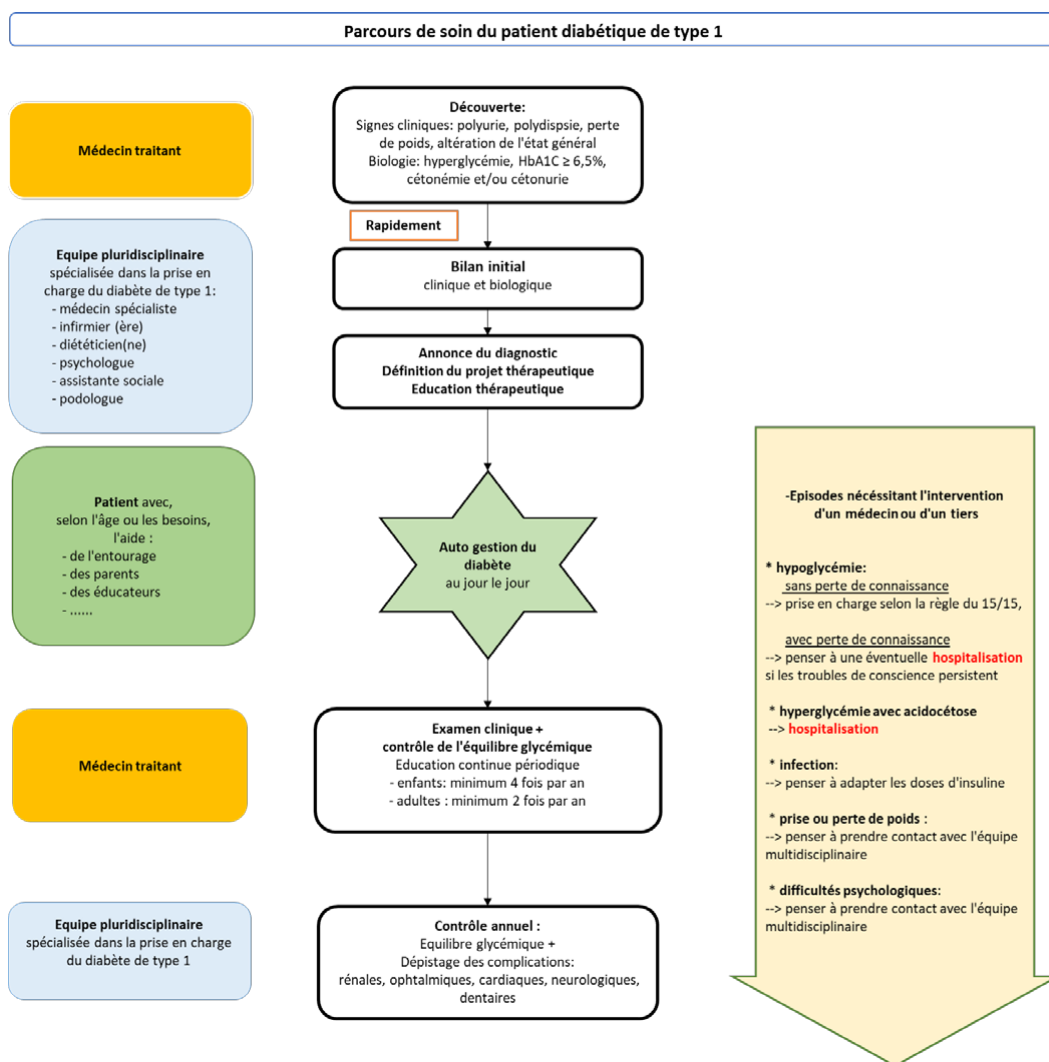 Parcours de soin du patient diabétique de type 1
Médecin traitant
Découverte:
Signes cliniques: polyurie, polydispsie, perte
de poids, altération de l'état général
Biologie: hyperglycémie, HbA1C ≥ 6,5%,
cétonémie et/ou cétonurie
Rapidement
Equipe pluridisciplinaire
spécialisée dans la prise en
charge du diabète de type 1:
- médecin spécialiste
- infirmier (ère)
- diététicien(ne)
- psychologue
- assistante sociale
- podologue
Bilan initial
clinique et biologique
Annonce du diagnostic
Définition du projet thérapeutique
Education thérapeutique
Patient avec,
selon l'âge ou les besoins,
l'aide :
- de l'entourage
- des parents
- des éducateurs
- ......
Auto gestion du
diabète
au jour le jour
Médecin traitant
Examen clinique +
contrôle de l'équilibre glycémique
Education continue périodique
- enfants: minimum 4 fois par an
- adultes : minimum 2 fois par an
Equipe pluridisciplinaire
spécialisée dans la prise en charge
du diabète de type 1
Contrôle annuel :
Equilibre glycémique +
Dépistage des complications:
rénales, ophtalmiques, cardiaques, neurologiques,
dentaires
-Episodes nécéssitant l'intervention
d'un médecin ou d'un tiers
* hypoglycémie:
sans perte de connaissance
--> prise en charge selon la règle du 15/15,
avec perte de connaissance
--> penser à une éventuelle hospitalisation
si les troubles de conscience persistent
* hyperglycémie avec acidocétose
--> hospitalisation
* infection:
--> penser à adapter les doses d'insuline
* prise ou perte de poids :
--> penser à prendre contact avec l'équipe
multidisciplinaire
* difficultés psychologiques:
--> penser à prendre contact avec l'équipe
multidisciplinaire